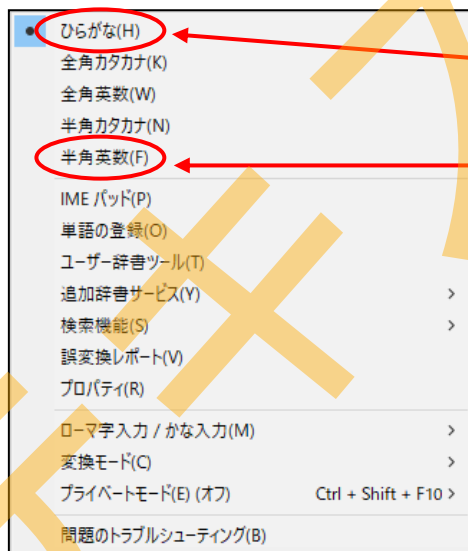 ひらがな(H)
全角カタカナ(K)
全角英数(W)
半角カタカナ(N)
半角英数(F)
IME パッド(P)
単語の登録(O)
ユーザー辞書ツール(T)
追加辞書サービス(Y) >
検索機能(S) >
誤変換レポート(V)
プロパティ(R)
ローマ字入力 / かな入力(M) >
変換モード(C) >
プライベートモード(E) (オフ) Ctrl + Shift + F10 >
問題のトラブルシューティング(B)